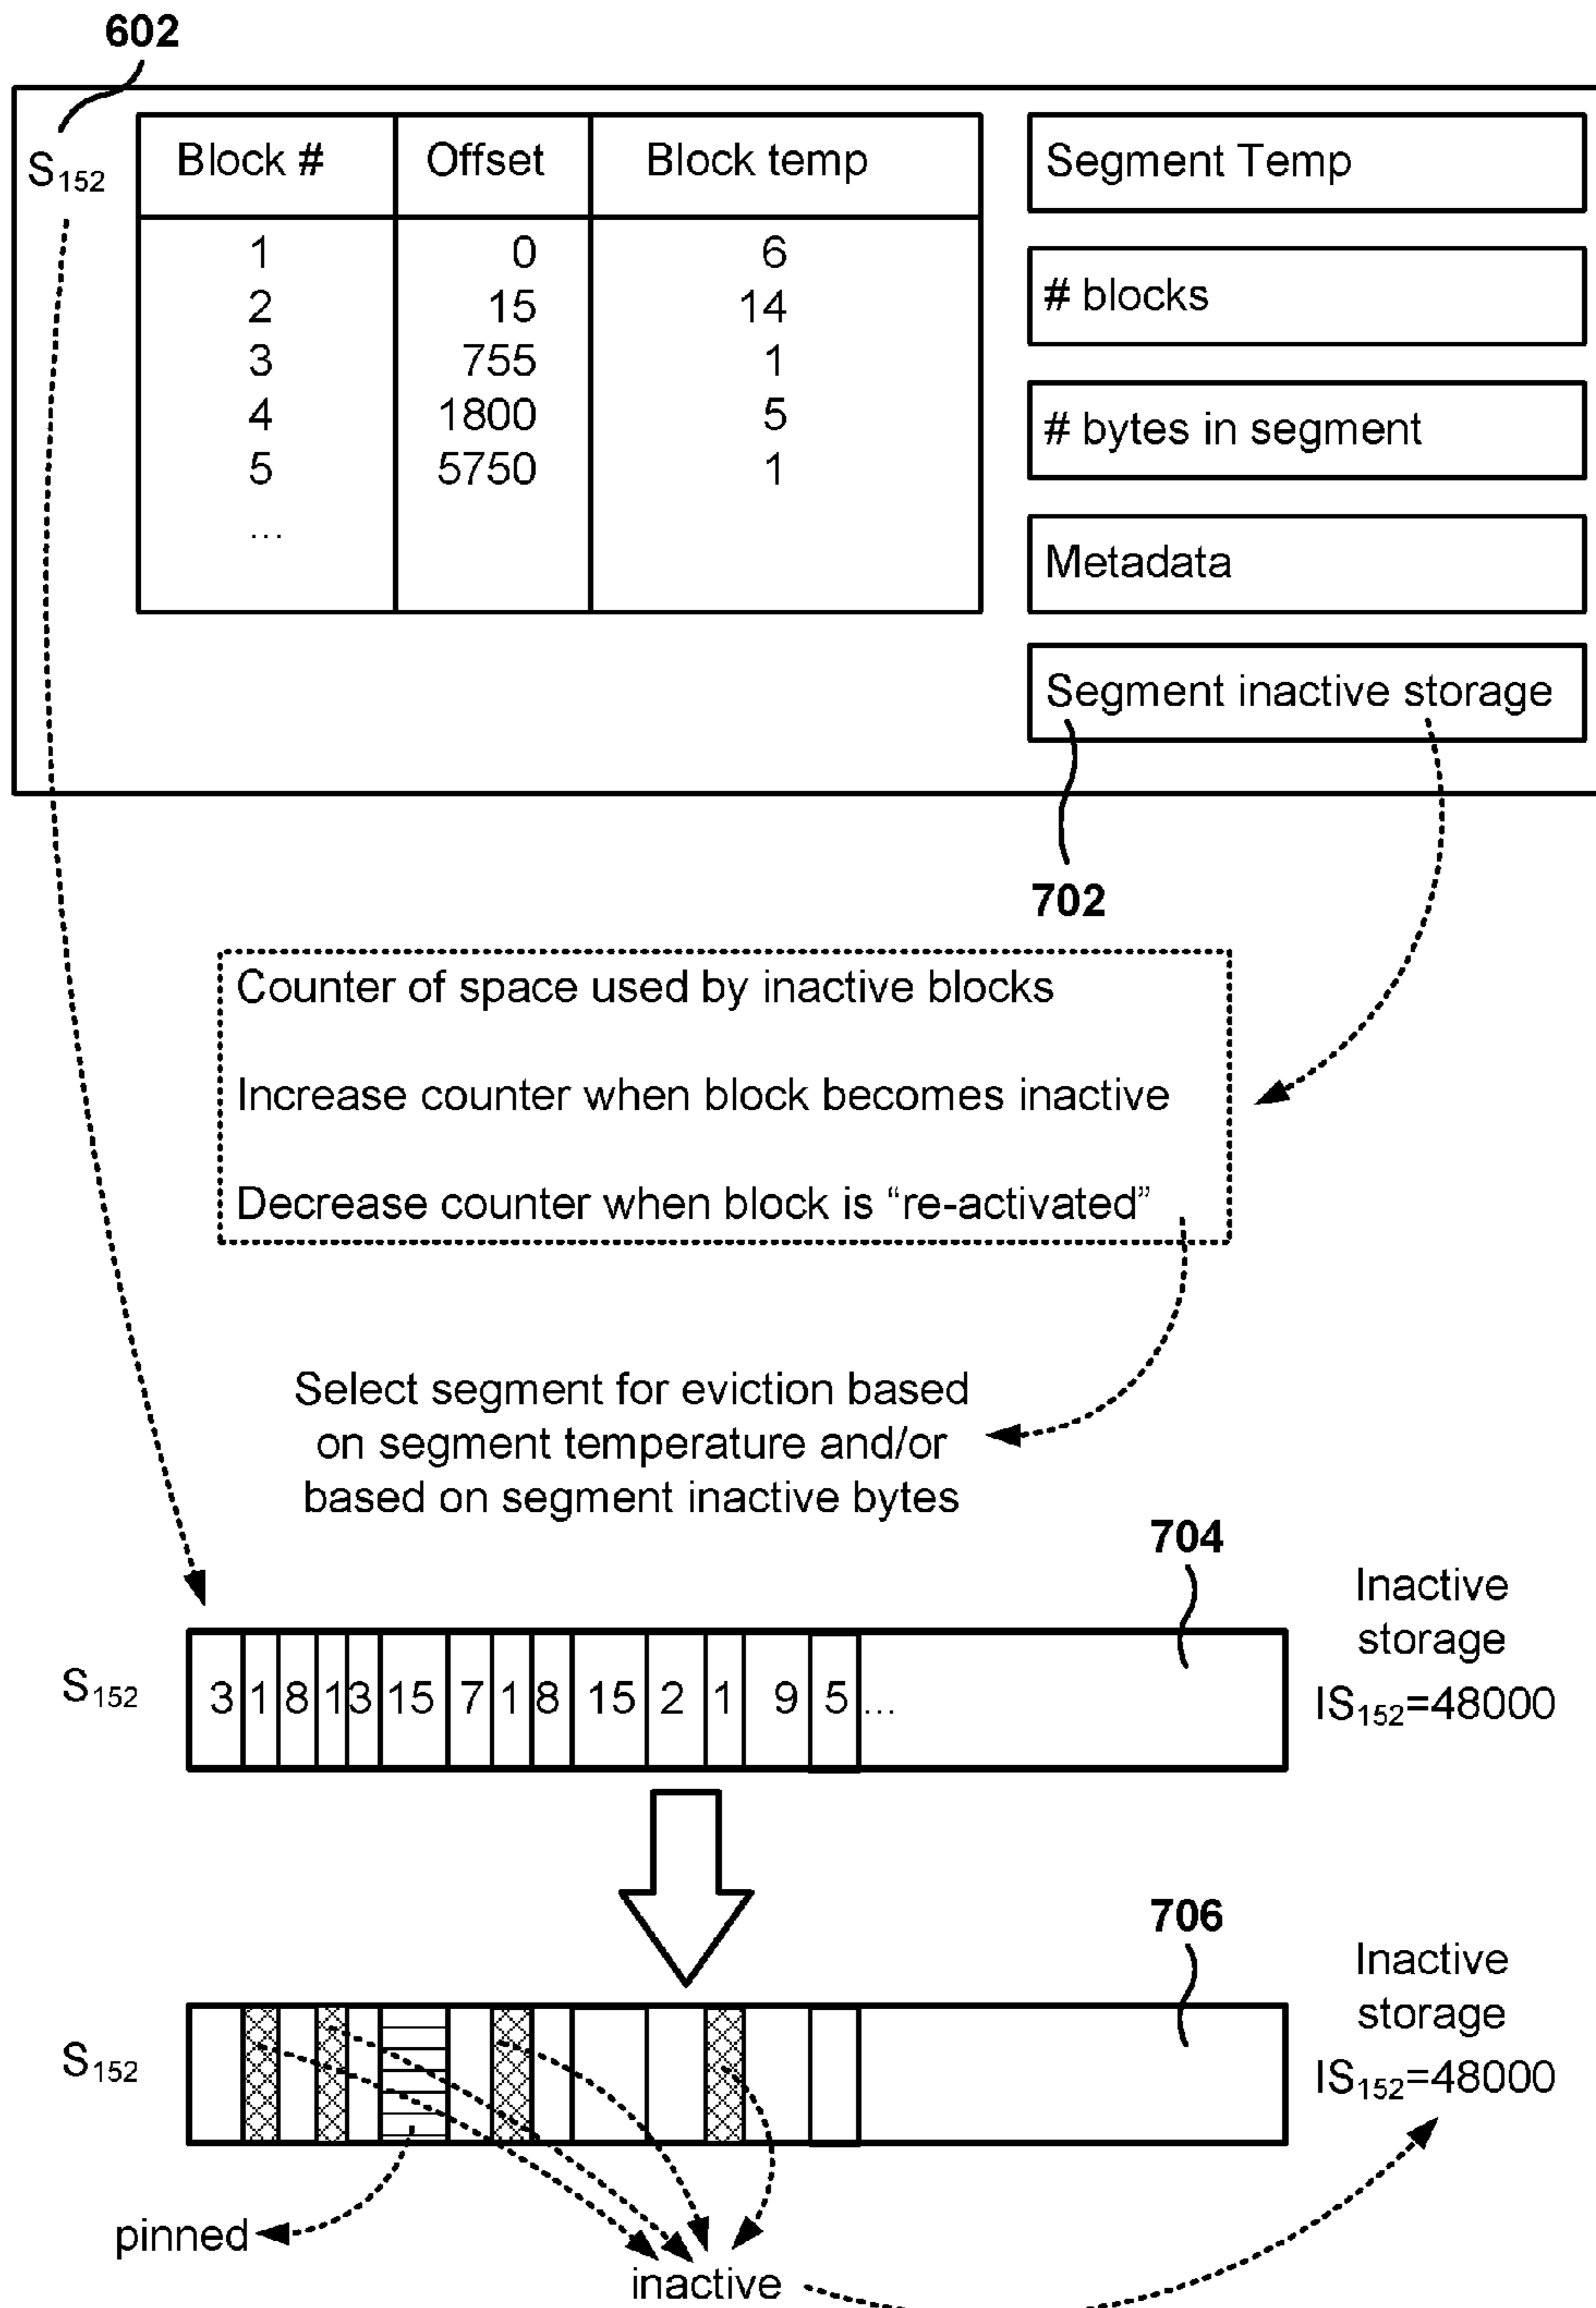 602
S152
Block # Offset Block temp
1 0 6
2 15 14
3 755 1
4 1800 5
5 5750 1
...
Segment Temp
# blocks
# bytes in segment
Metadata
Segment inactive storage
702
Counter of space used by inactive blocks
Increase counter when block becomes inactive
Decrease counter when block is “re-activated”
Select segment for eviction based
on segment temperature and/or
based on segment inactive bytes
704
Inactive
storage
IS152=48000
S152
3 1 8 1 3 15 7 1 8 15 2 1 9 5 ...
706
Inactive
storage
IS152=48000
S152
pinned
inactive